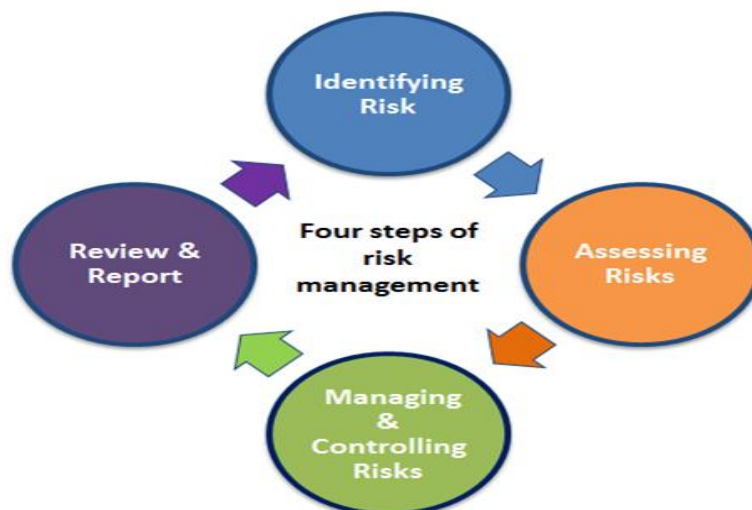 Identifying
Risk
Four steps of
risk
management
Review &
Report
Assessing
Risks
Managing
&
Controlling
Risks